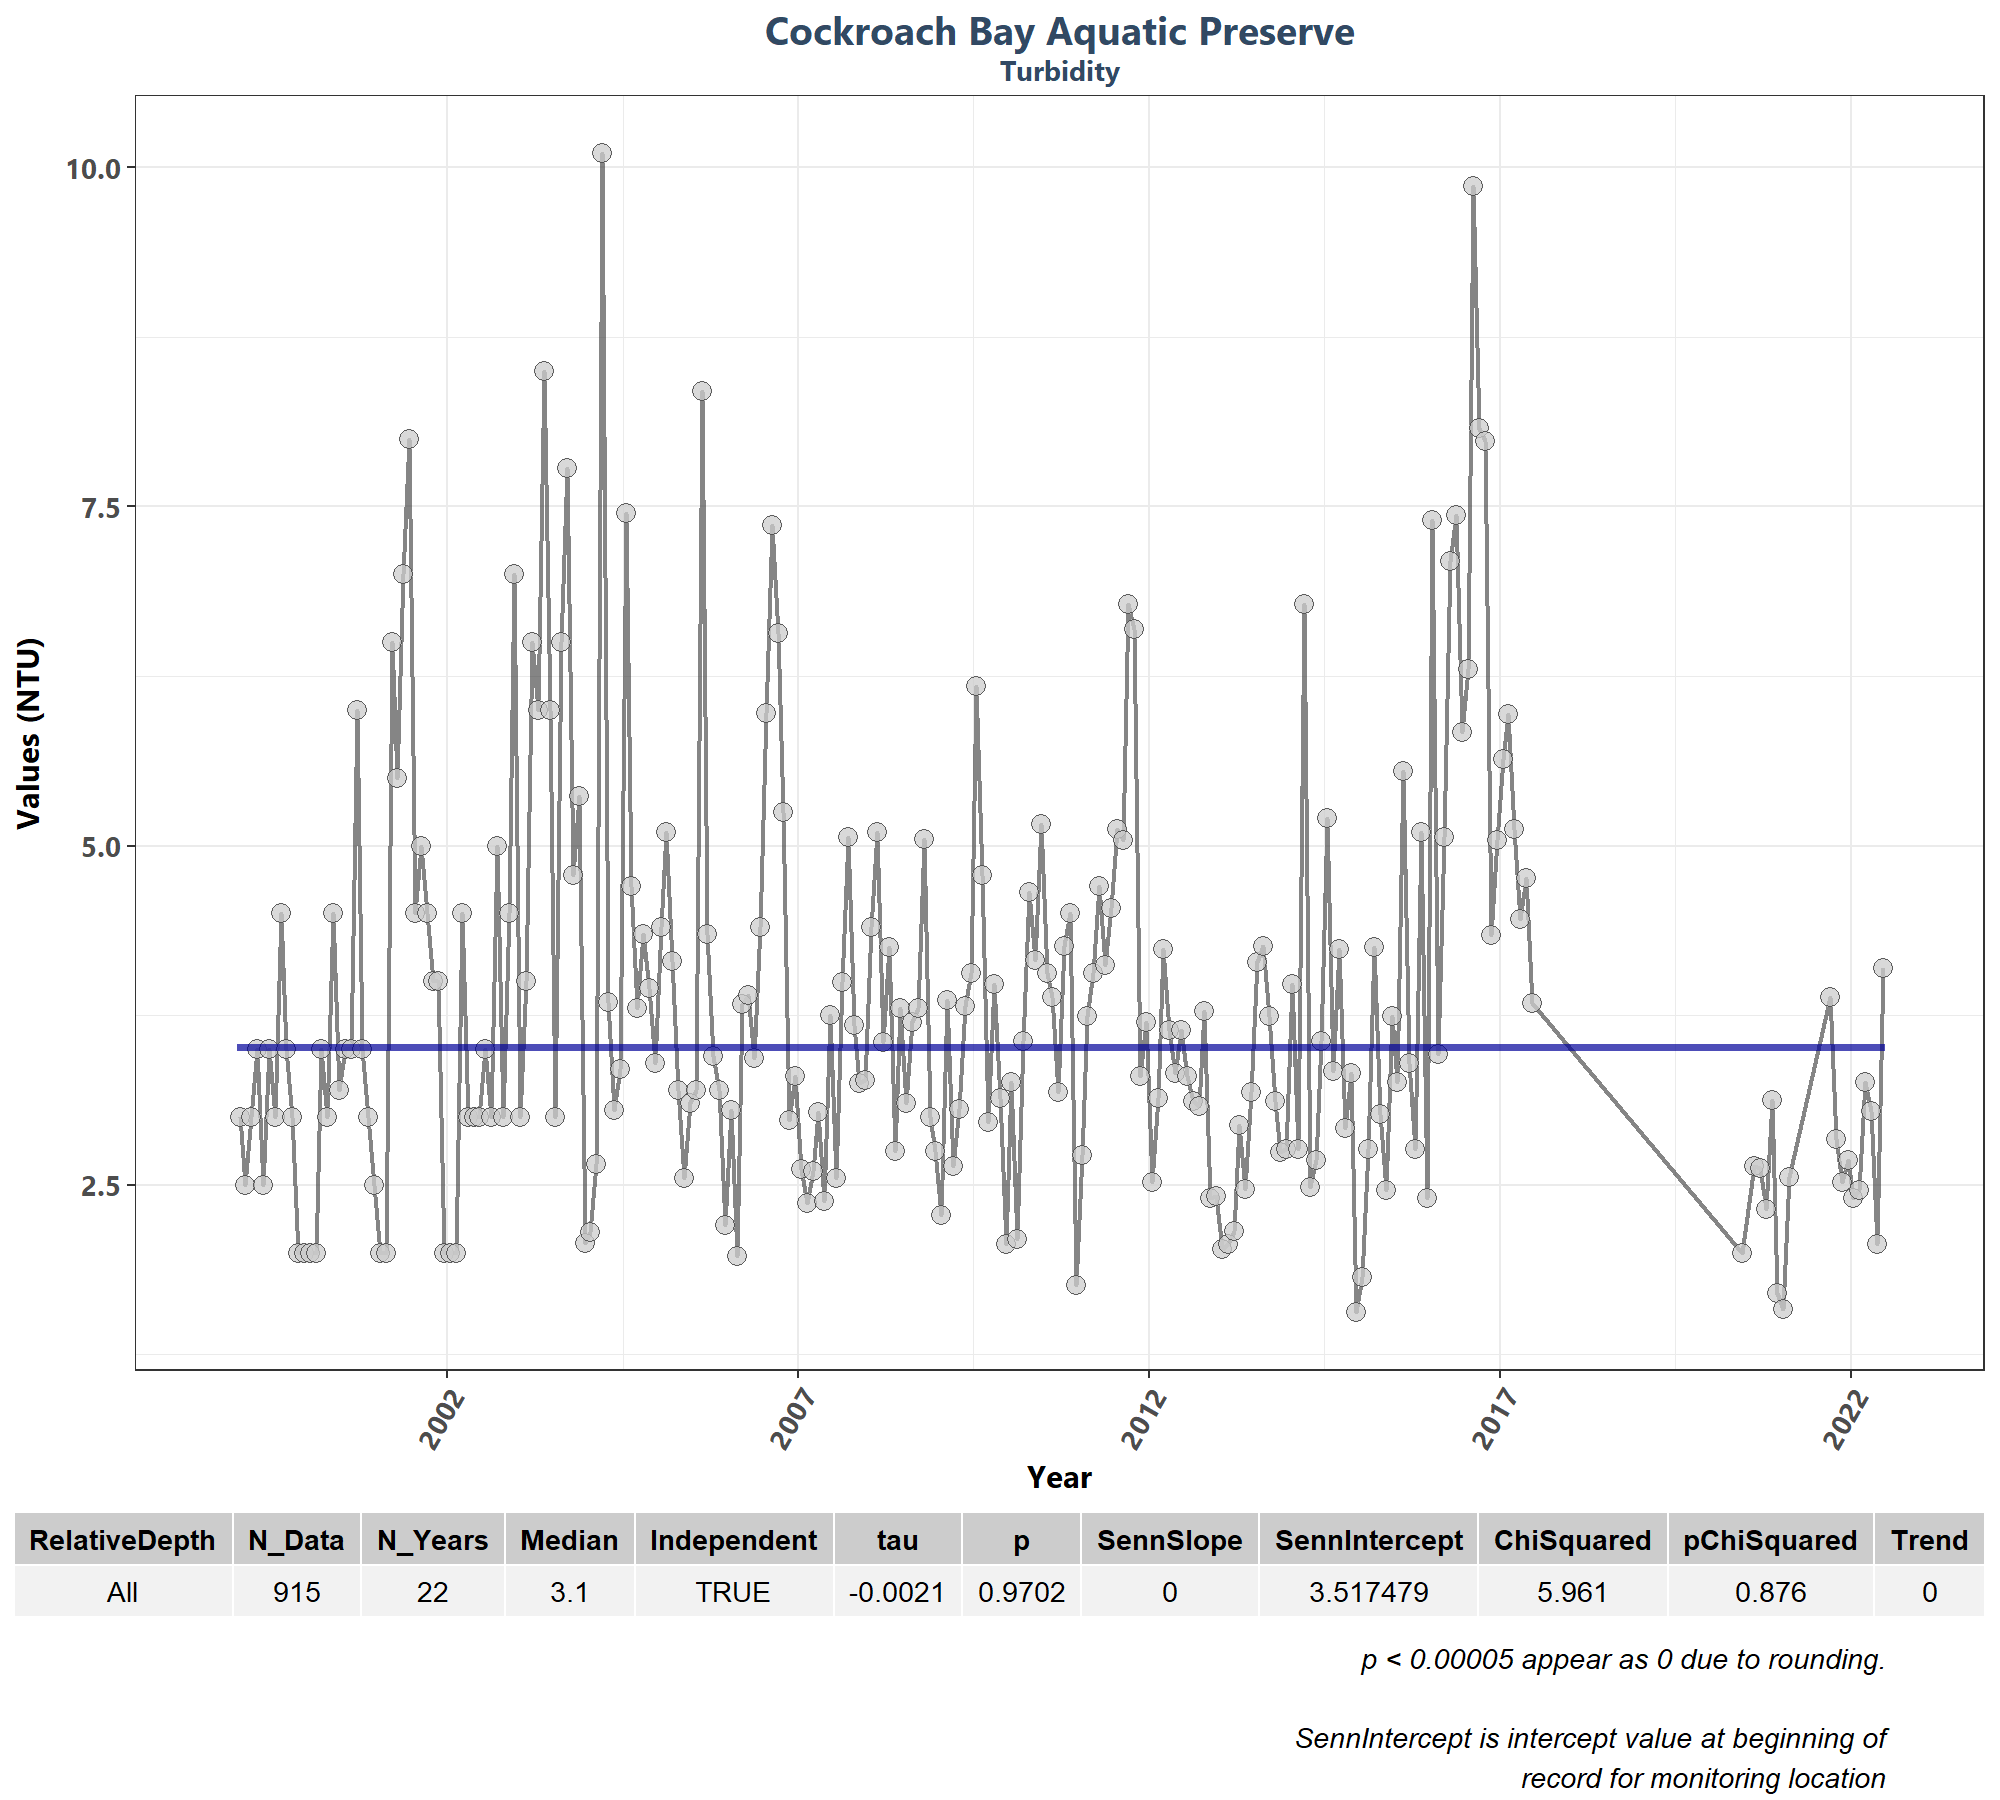 Cockroach Bay Aquatic Preserve
Turbidity
Values (NTU)
10.0
7.5
5.0
2.5
2002
2007
2012
2017
2022
Year
RelativeDepth N_Data N_Years Median Independent tau p SennSlope SennIntercept ChiSquared pChiSquared Trend
All 915 22 3.1 TRUE -0.0021 0.9702 0 3.517479 5.961 0.876 0
p < 0.00005 appear as 0 due to rounding.
SennIntercept is intercept value at beginning of
record for monitoring location